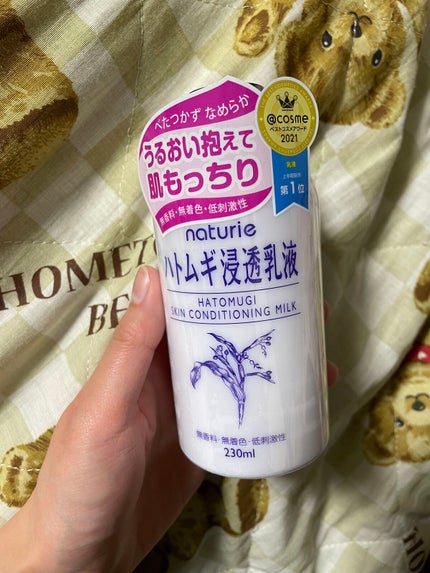 べたつかず なめらか
うるおい抱えて
肌もっちり
無香料・無着色・低刺激性
@cosme
ベストコスメアワード
2021
乳液
第1位
naturie
ハトムギ浸透乳液
HATOMUGI
SKIN CONDITIONING MILK
無香料・無着色・低刺激性
230ml
HOMET
BE